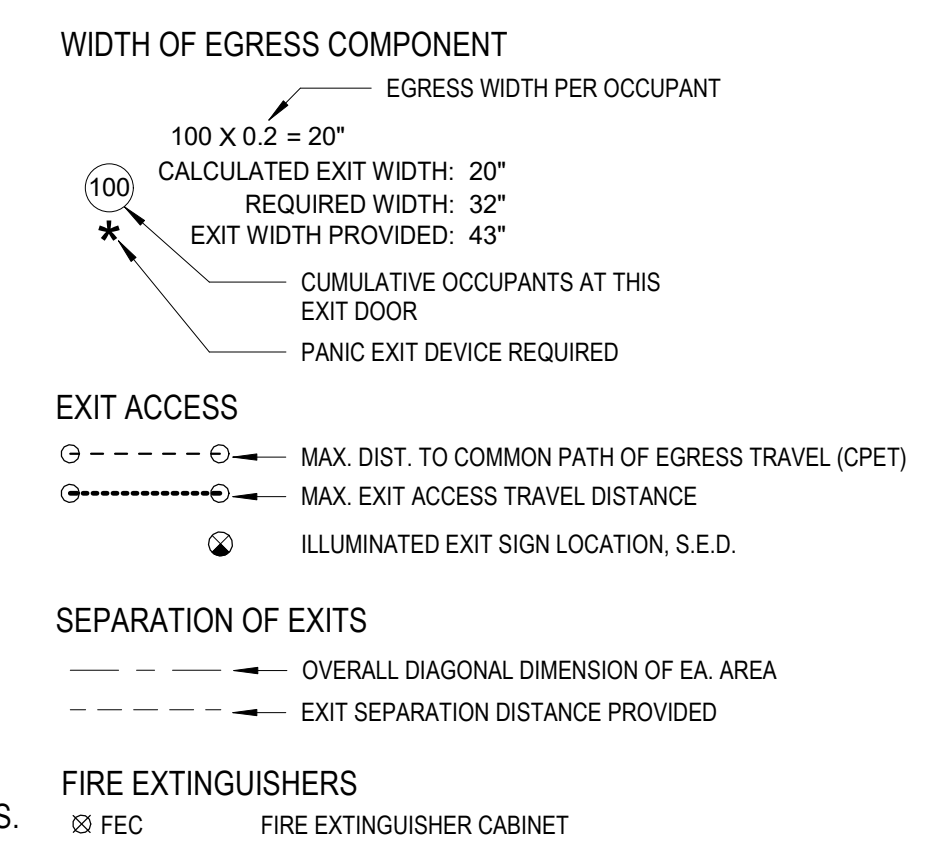 WIDTH OF EGRESS COMPONENT
EGRESS WIDTH PER OCCUPANT
100 X 0.2 = 20"
CALCULATED EXIT WIDTH: 20"
100
REQUIRED WIDTH: 32"
* EXIT WIDTH PROVIDED: 43"
CUMULATIVE OCCUPANTS AT THIS
EXIT DOOR
PANIC EXIT DEVICE REQUIRED
EXIT ACCESS
MAX. DIST. TO COMMON PATH OF EGRESS TRAVEL (CPET)
MAX. EXIT ACCESS TRAVEL DISTANCE
ILLUMINATED EXIT SIGN LOCATION, S.E.D.
SEPARATION OF EXITS
OVERALL DIAGONAL DIMENSION OF EA. AREA
EXIT SEPARATION DISTANCE PROVIDED
FIRE EXTINGUISHERS
S.
FEC FIRE EXTINGUISHER CABINET